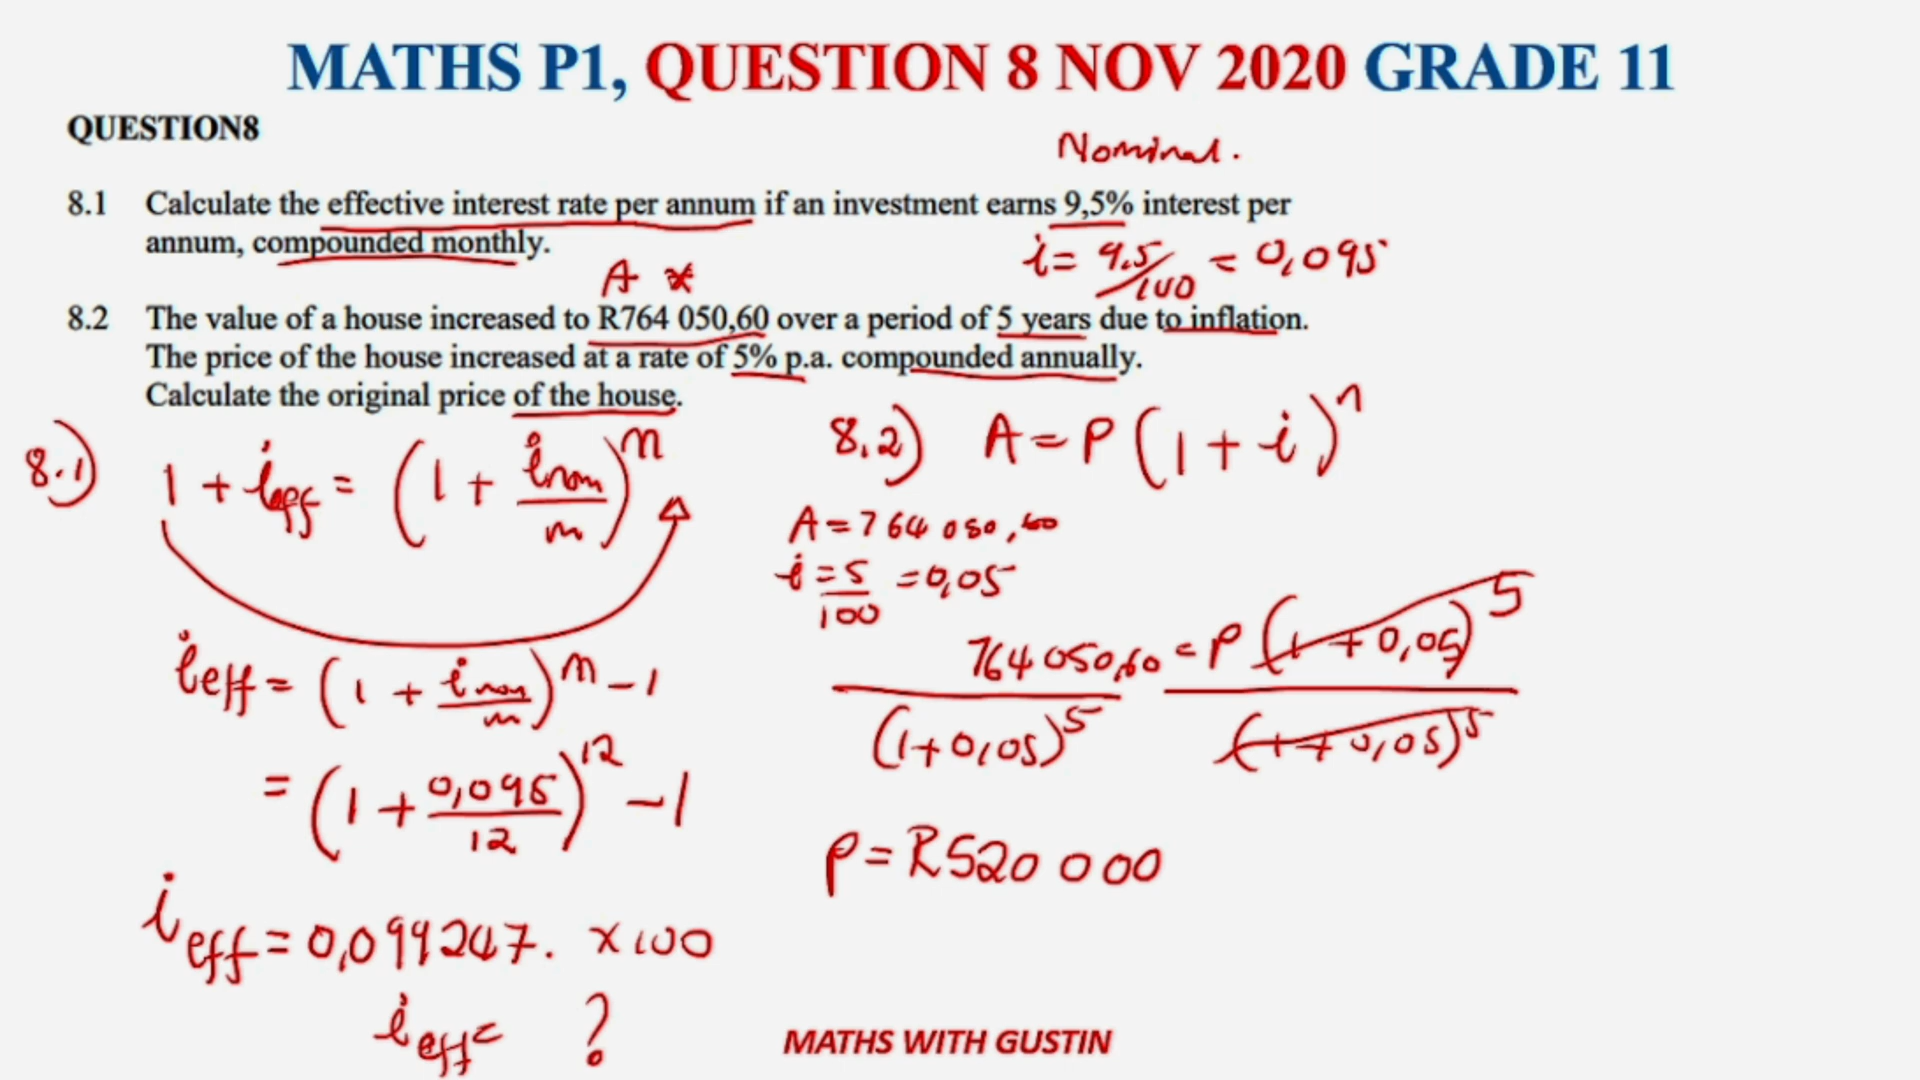 MATHS P1, QUESTION 8 NOV 2020 GRADE 11
QUESTION8
Nominal.
8.1 Calculate the effective interest rate per annum if an investment earns 9,5% interest per
annum, compounded monthly.
i = 9.5/100 = 0,095
A *
8.2 The value of a house increased to R764 050,60 over a period of 5 years due to inflation.
The price of the house increased at a rate of 5% p.a. compounded annually.
Calculate the original price of the house.
8.1) 1 + i_eff = (1 + i_nom/m)^m
i_eff = (1 + i_nom/m)^m - 1
= (1 + 0,095/12)^12 - 1
i_eff = 0,099247. x 100
i_eff = ?
8.2) A = P(1 + i)^n
A = 764 050,60
i = 5/100 = 0,05
764 050,60 = P(1 + 0,05)^5
(1+0,05)^5 (1+0,05)^5
P = R520 000
MATHS WITH GUSTIN